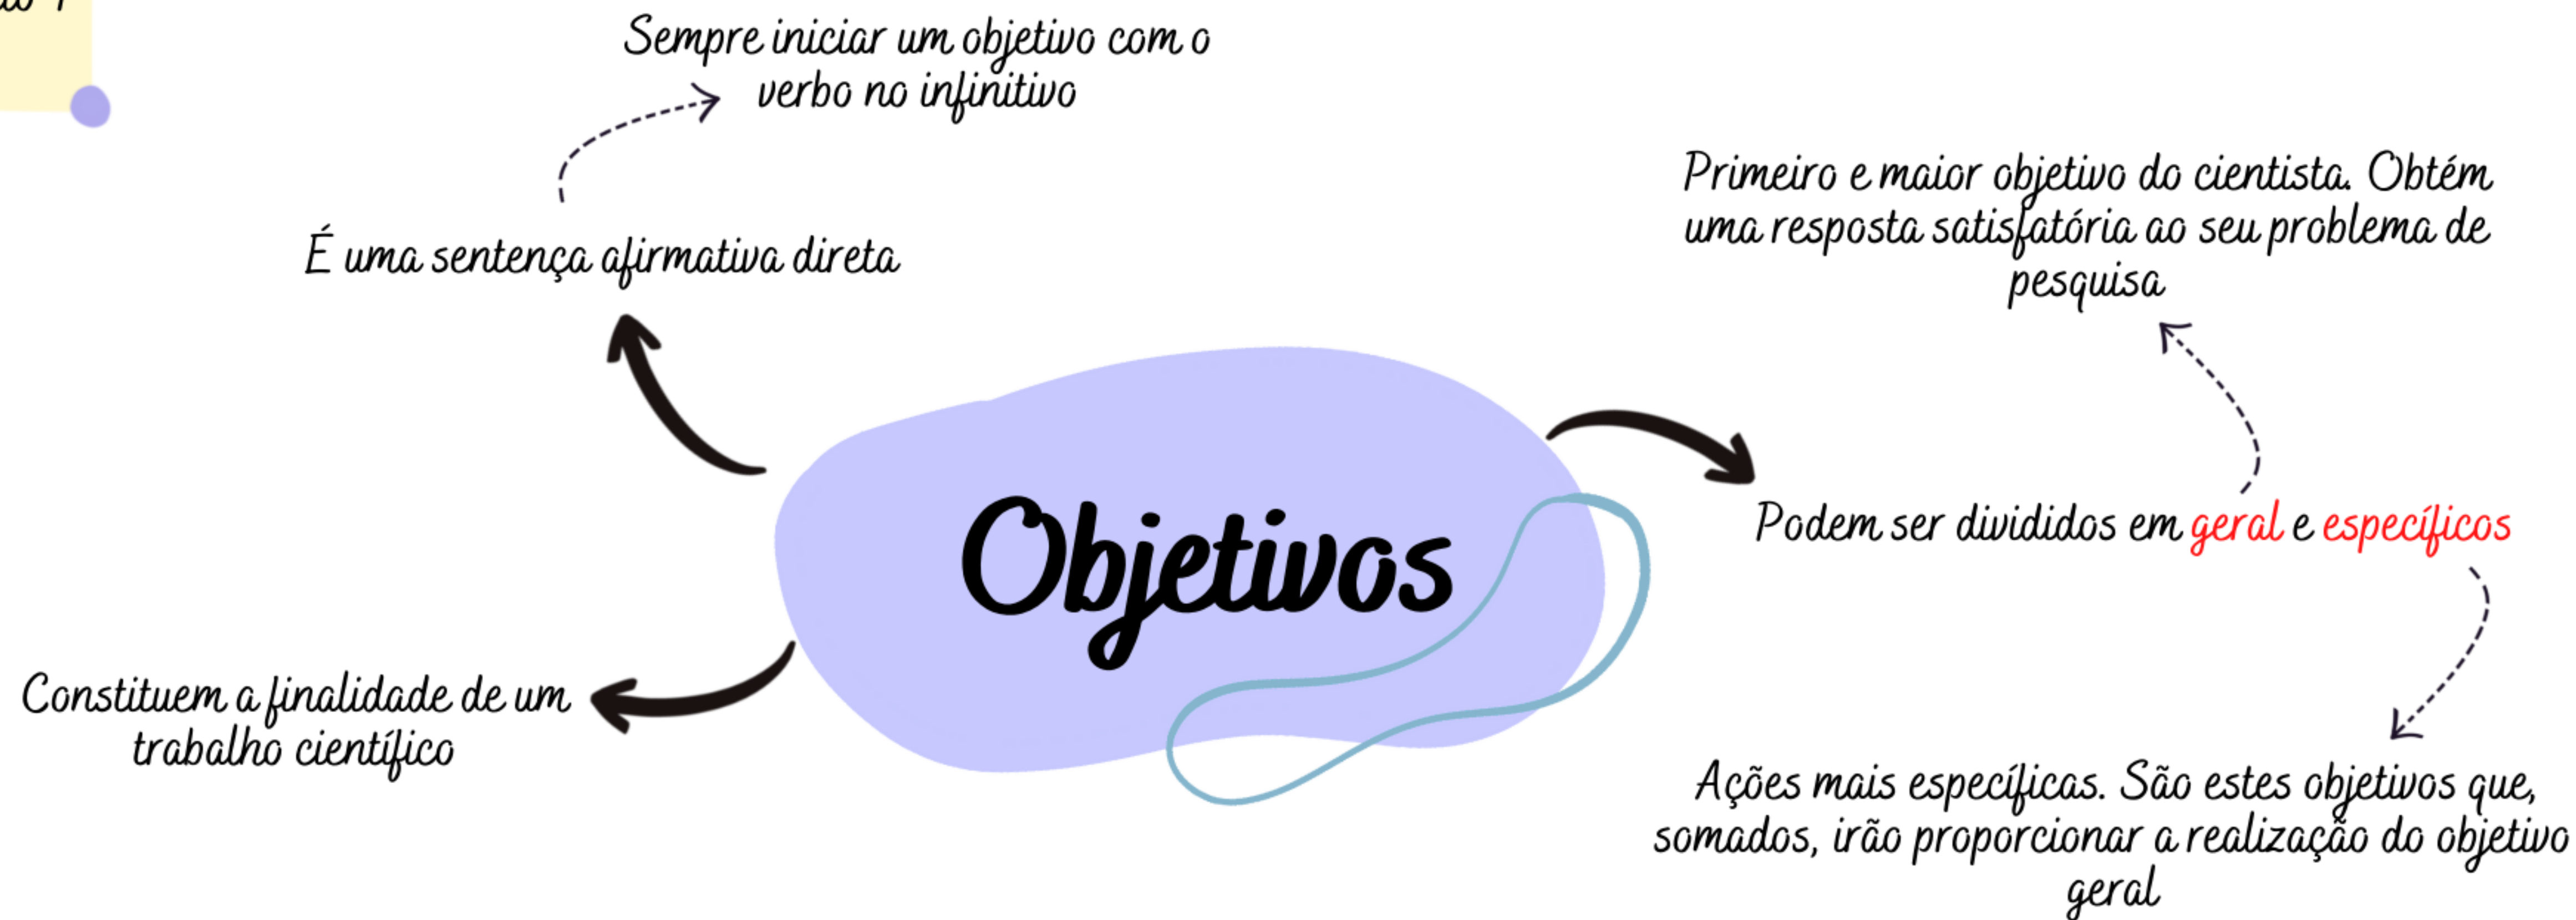 Sempre iniciar um objetivo com o
verbo no infinitivo
É uma sentença afirmativa direta
Primeiro e maior objetivo do cientista. Obtém
uma resposta satisfatória ao seu problema de
pesquisa
Objetivos
Podem ser divididos em geral e específicos
Constituem a finalidade de um
trabalho científico
Ações mais específicas. São estes objetivos que,
somados, irão proporcionar a realização do objetivo
geral